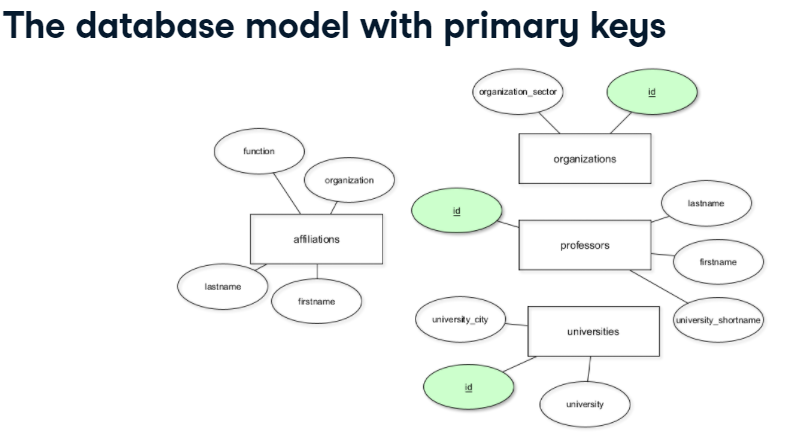 The database model with primary keys
organization_sector
id
organizations
function
organization
affiliations
lastname
firstname
id
professors
lastname
firstname
university_shortname
university_city
universities
id
university